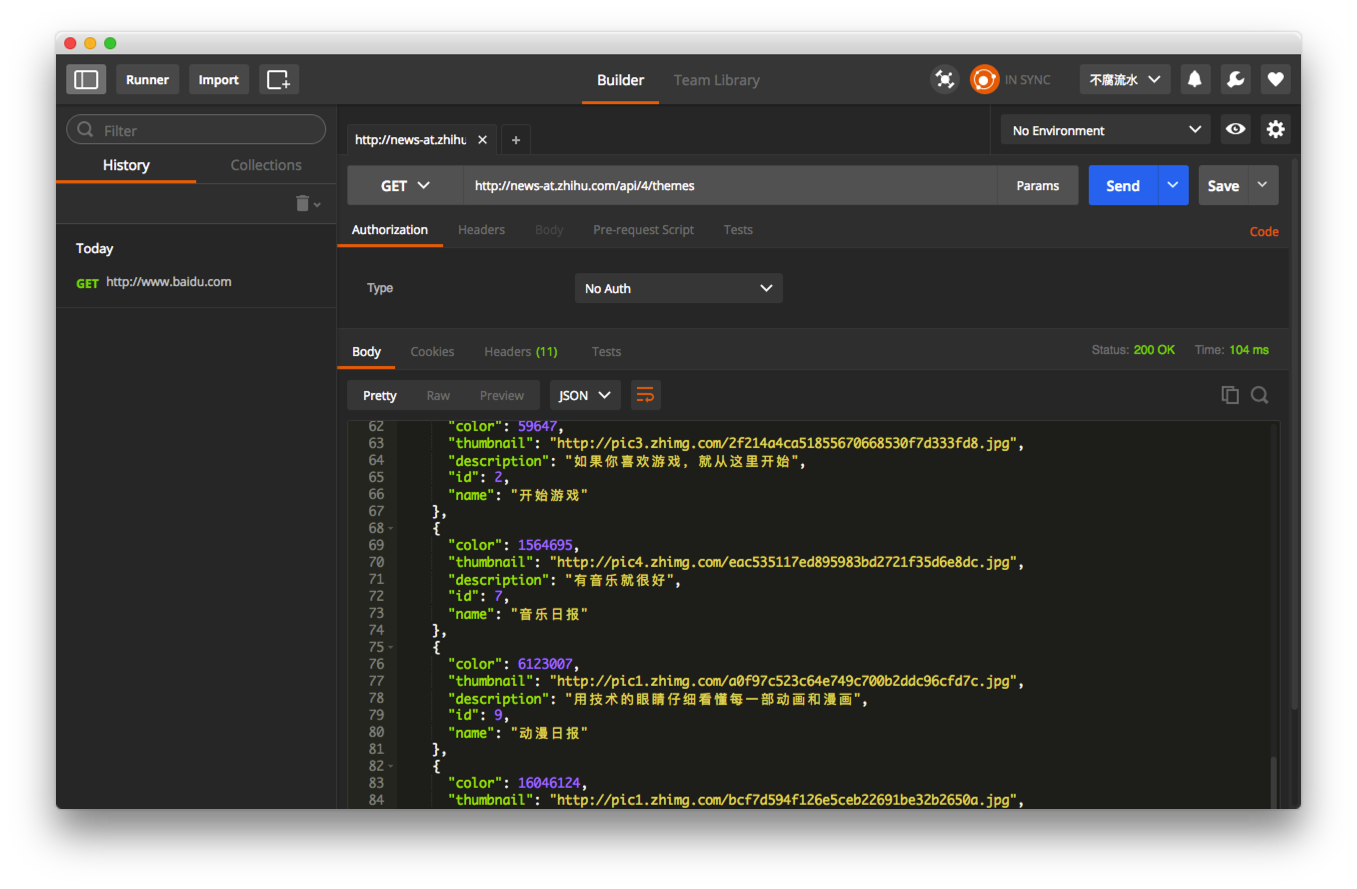 Runner Import Builder Team Library IN SYNC 不腐流水
Filter
History Collections
Today
GET http://www.baidu.com
http://news-at.zhihu No Environment
GET http://news-at.zhihu.com/api/4/themes Params Send Save
Authorization Headers Body Pre-request Script Tests Code
Type No Auth
Body Cookies Headers (11) Tests Status: 200 OK Time: 104 ms
Pretty Raw Preview JSON
62 "color": 59647,
63 "thumbnail": "http://pic3.zhimg.com/2f214a4ca51855670668530f7d333fd8.jpg",
64 "description": "如果你喜欢游戏，就从这里开始",
65 "id": 2,
66 "name": "开始游戏"
67 },
68 {
69 "color": 1564695,
70 "thumbnail": "http://pic4.zhimg.com/eac535117ed895983bd2721f35d6e8dc.jpg",
71 "description": "有音乐就很好",
72 "id": 7,
73 "name": "音乐日报"
74 },
75 {
76 "color": 6123007,
77 "thumbnail": "http://pic1.zhimg.com/a0f97c523c64e749c700b2ddc96cfd7c.jpg",
78 "description": "用技术的眼睛仔细看懂每一部动画和漫画",
79 "id": 9,
80 "name": "动漫日报"
81 },
82 {
83 "color": 16046124,
84 "thumbnail": "http://pic1.zhimg.com/bcf7d594f126e5ceb22691be32b2650a.jpg",